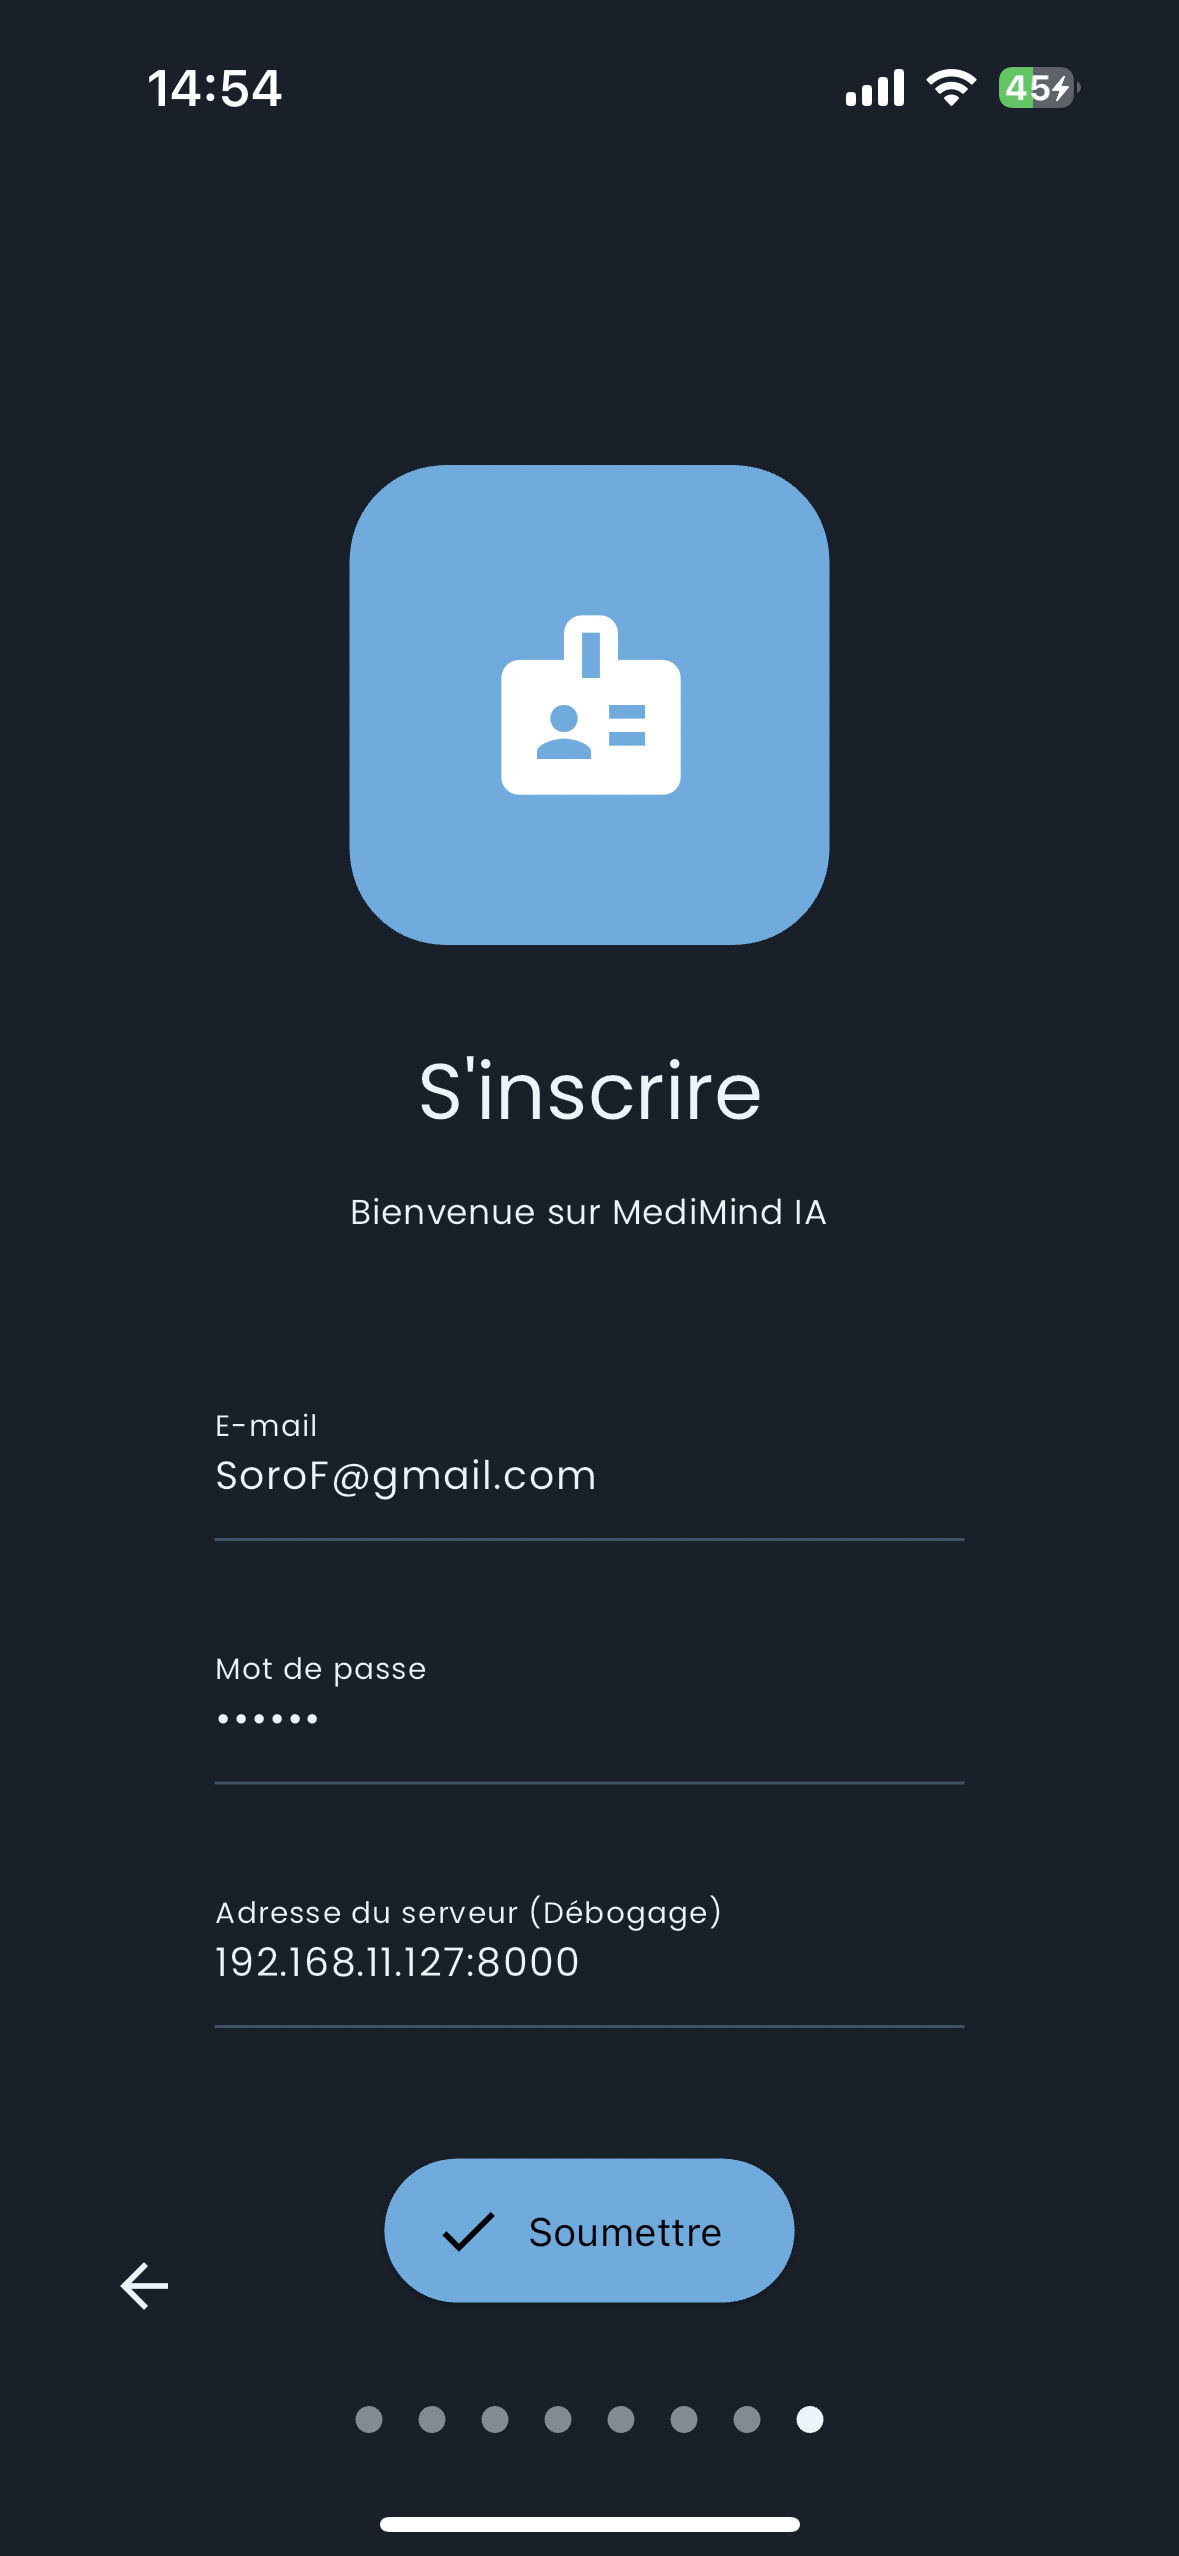 14:54
45
S'inscrire
Bienvenue sur MediMind IA
E-mail
SoroF@gmail.com
Mot de passe
••••••
Adresse du serveur (Débogage)
192.168.11.127:8000
Soumettre